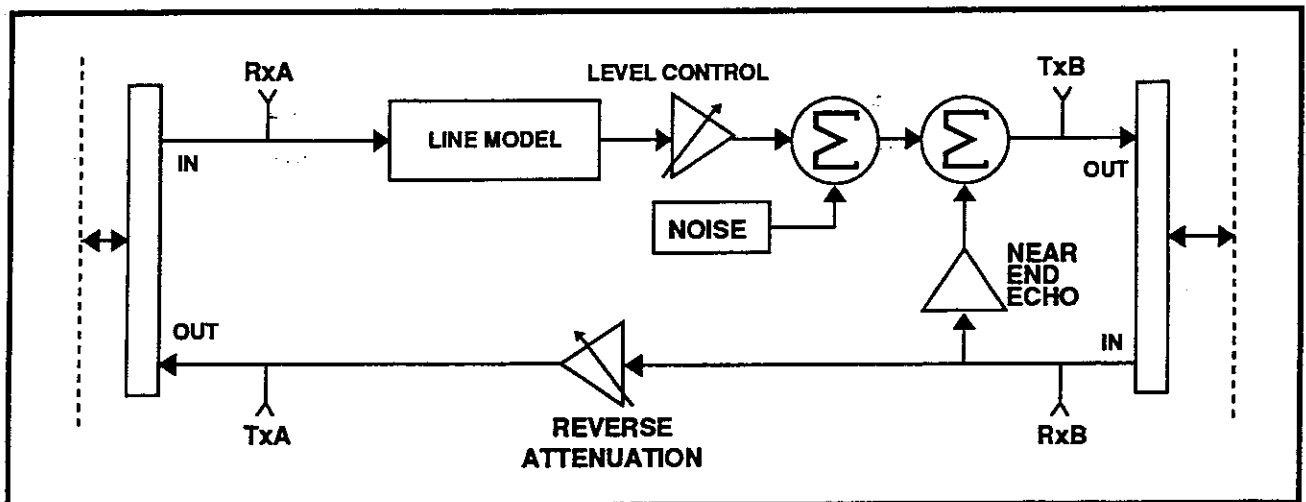 RxA
LEVEL CONTROL
TxB
LINE MODEL
Σ
Σ
IN
OUT
NOISE
NEAR
END
ECHO
OUT
IN
TxA
REVERSE
ATTENUATION
RxB